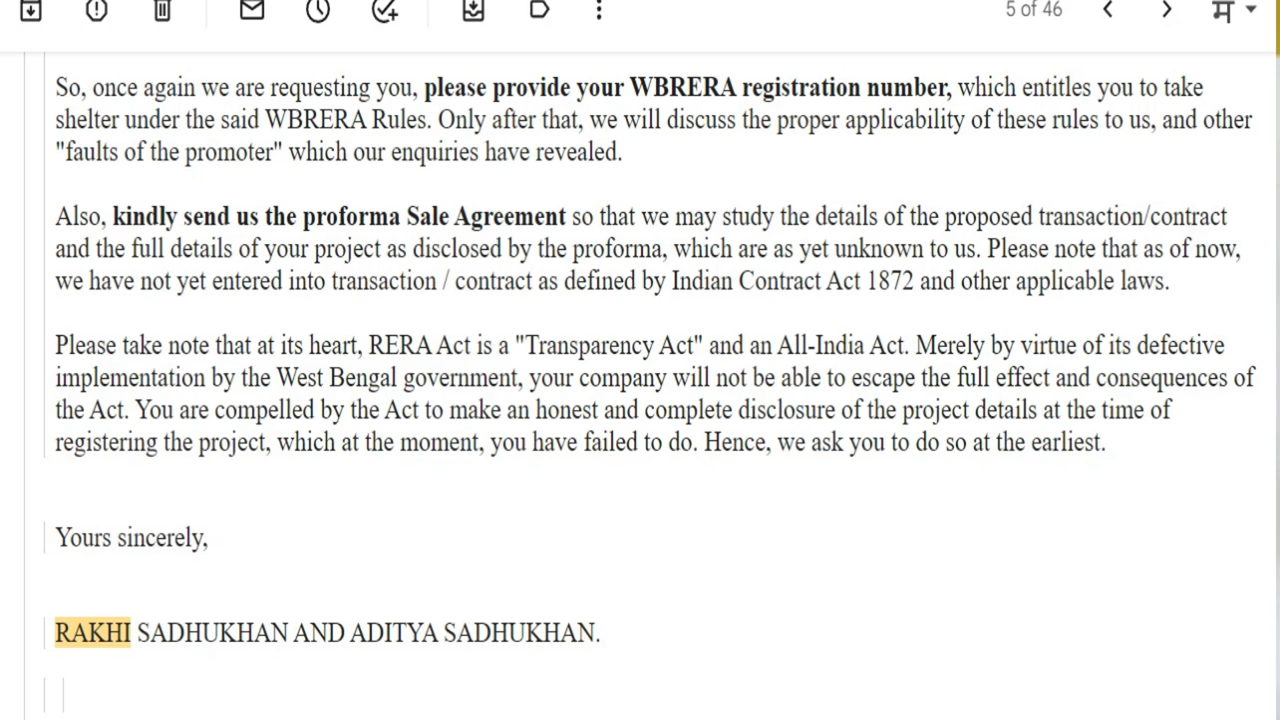 5 of 46
म
So, once again we are requesting you, please provide your WBRERA registration number, which entitles you to take
shelter under the said WBRERA Rules. Only after that, we will discuss the proper applicability of these rules to us, and other
"faults of the promoter" which our enquiries have revealed.
Also, kindly send us the proforma Sale Agreement so that we may study the details of the proposed transaction/contract
and the full details of your project as disclosed by the proforma, which are as yet unknown to us. Please note that as of now,
we have not yet entered into transaction / contract as defined by Indian Contract Act 1872 and other applicable laws.
Please take note that at its heart, RERA Act is a "Transparency Act" and an All-India Act. Merely by virtue of its defective
implementation by the West Bengal government, your company will not be able to escape the full effect and consequences of
the Act. You are compelled by the Act to make an honest and complete disclosure of the project details at the time of
registering the project, which at the moment, you have failed to do. Hence, we ask you to do so at the earliest.
Yours sincerely,
RAKHI SADHUKHAN AND ADITYA SADHUKHAN.